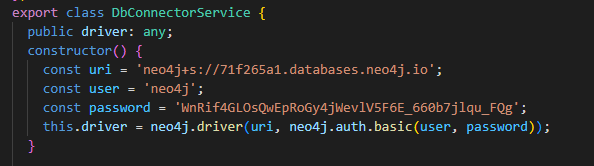 export class DbConnectorService {
public driver: any;
constructor() {
const uri = 'neo4j+s://71f265a1.databases.neo4j.io';
const user = 'neo4j';
const password = 'WnRif4GLOsQwEpRoGy4jWevlV5F6E_660b7jlqu_FQg';
this.driver = neo4j.driver(uri, neo4j.auth.basic(user, password));
}